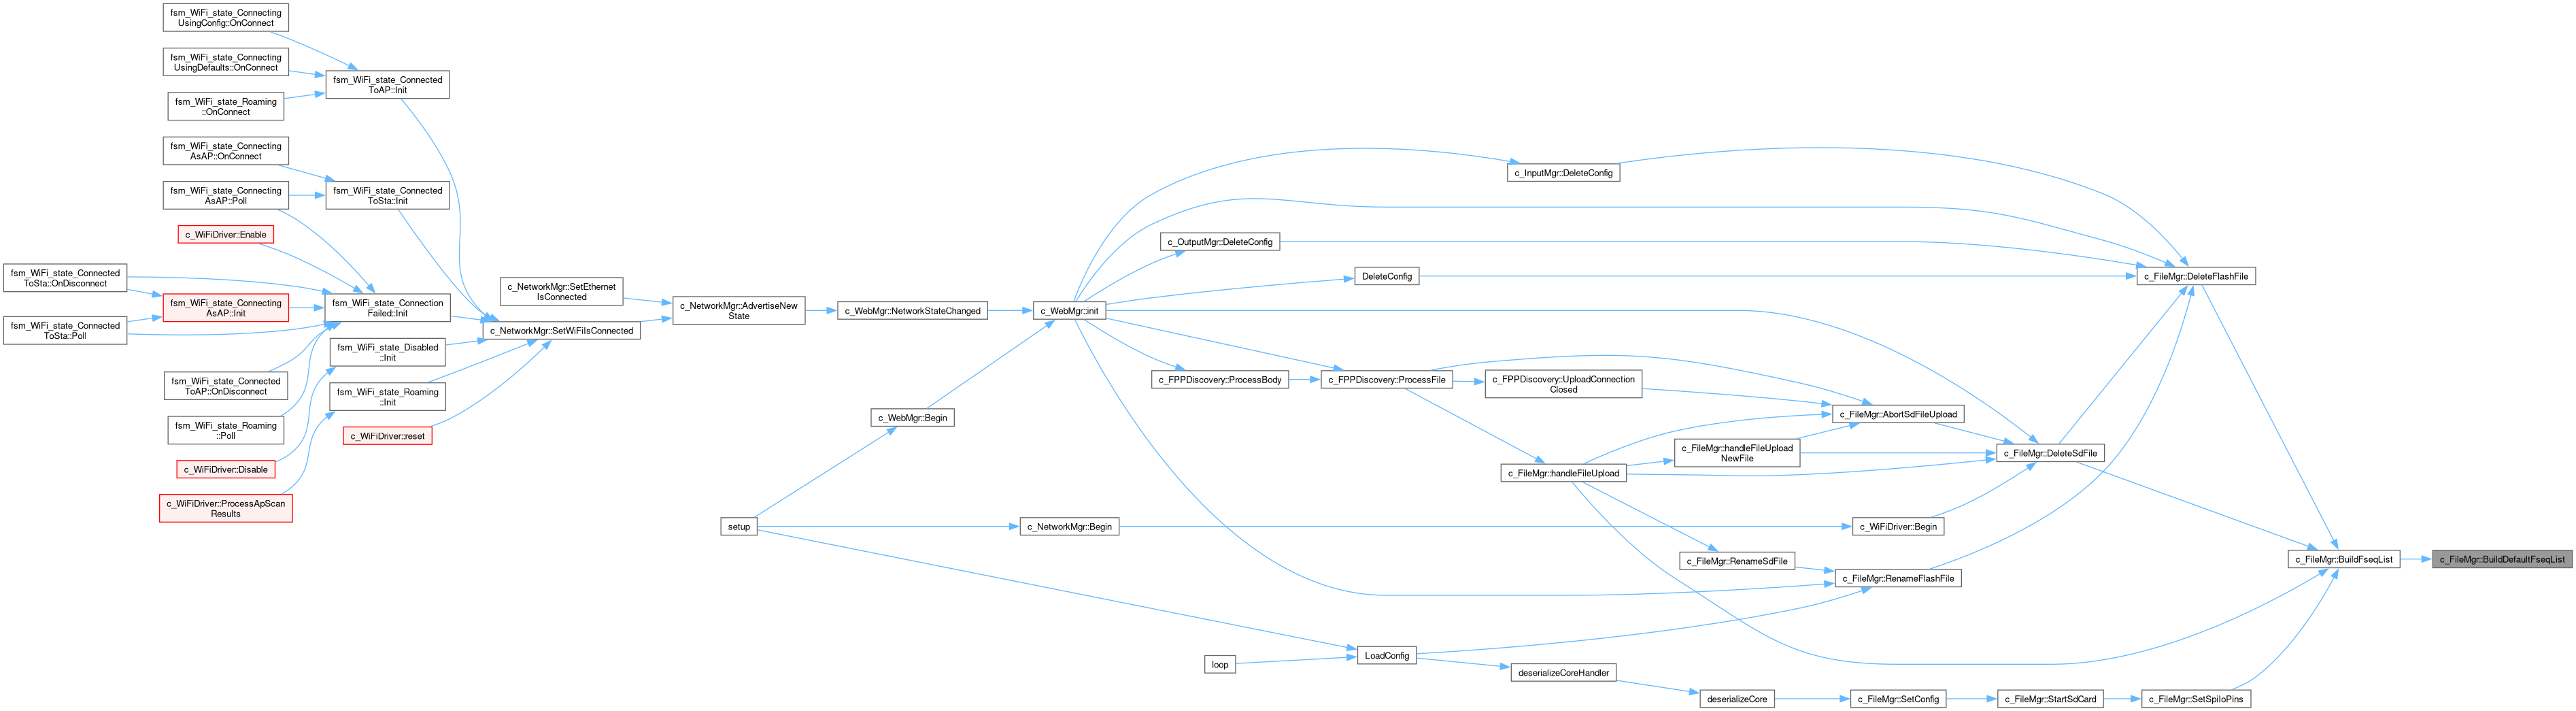 fsm_WiFi_state_Connecting
UsingConfig::OnConnect
fsm_WiFi_state_Connecting
UsingDefaults::OnConnect
fsm_WiFi_state_Roaming
::OnConnect
fsm_WiFi_state_Connected
ToAP::Init
fsm_WiFi_state_Connecting
AsAP::OnConnect
fsm_WiFi_state_Connecting
AsAP::Poll
fsm_WiFi_state_Connected
ToSta::Init
c_WiFiDriver::Enable
fsm_WiFi_state_Connected
ToSta::OnDisconnect
fsm_WiFi_state_Connecting
AsAP::Init
fsm_WiFi_state_Connection
Failed::Init
fsm_WiFi_state_Connected
ToSta::Poll
fsm_WiFi_state_Disabled
::Init
fsm_WiFi_state_Connected
ToAP::OnDisconnect
fsm_WiFi_state_Roaming
::Init
fsm_WiFi_state_Roaming
::Poll
c_WiFiDriver::reset
c_WiFiDriver::Disable
c_WiFiDriver::ProcessApScan
Results
c_NetworkMgr::SetEthernet
IsConnected
c_NetworkMgr::SetWiFiIsConnected
c_NetworkMgr::AdvertiseNew
State
c_WebMgr::NetworkStateChanged
c_WebMgr::init
c_WebMgr::Begin
setup
c_NetworkMgr::Begin
c_InputMgr::DeleteConfig
c_OutputMgr::DeleteConfig
DeleteConfig
c_FPPDiscovery::ProcessBody
c_FPPDiscovery::ProcessFile
c_FPPDiscovery::UploadConnection
Closed
c_FileMgr::AbortSdFileUpload
c_FileMgr::handleFileUpload
NewFile
c_FileMgr::handleFileUpload
c_FileMgr::DeleteFlashFile
c_FileMgr::DeleteSdFile
c_WiFiDriver::Begin
c_FileMgr::RenameSdFile
c_FileMgr::RenameFlashFile
c_FileMgr::BuildFseqList
c_FileMgr::BuildDefaultFseqList
loop
LoadConfig
deserializeCoreHandler
deserializeCore
c_FileMgr::SetConfig
c_FileMgr::StartSdCard
c_FileMgr::SetSpiIoPins